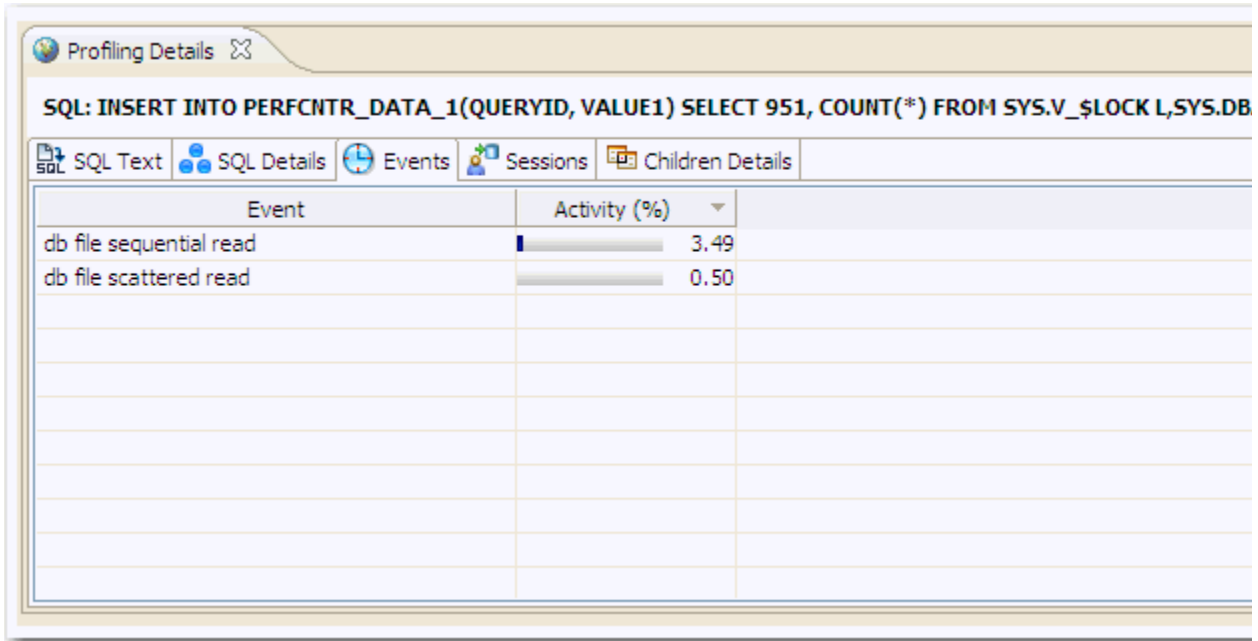 Profiling Details
SQL: INSERT INTO PERFCNTR_DATA_1(QUERYID, VALUE1) SELECT 951, COUNT(*) FROM SYS.V_$LOCK L,SYS.DB
SQL Text SQL Details Events Sessions Children Details
Event Activity (%)
db file sequential read 3.49
db file scattered read 0.50